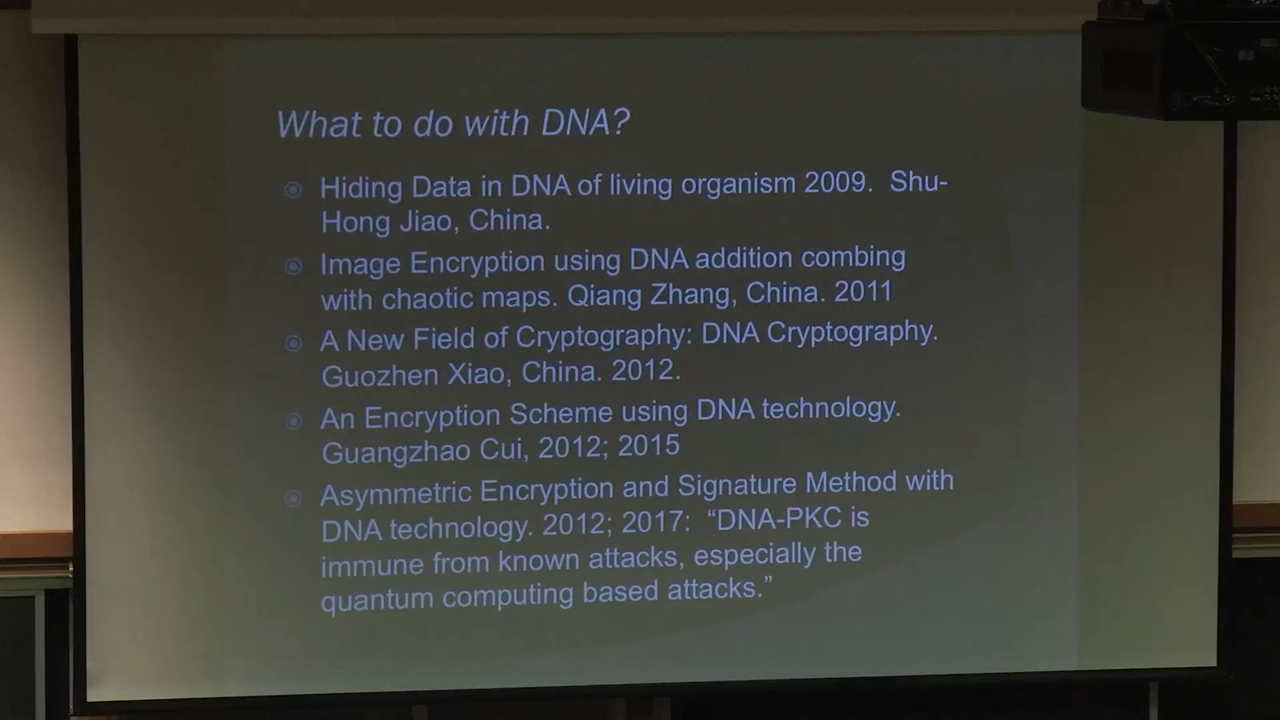 What to do with DNA?
Hiding Data in DNA of living organism 2009. Shu-
Hong Jiao, China.
Image Encryption using DNA addition combing
with chaotic maps. Qiang Zhang, China. 2011
A New Field of Cryptography: DNA Cryptography.
Guozhen Xiao, China. 2012.
An Encryption Scheme using DNA technology.
Guangzhao Cui, 2012; 2015
Asymmetric Encryption and Signature Method with
DNA technology. 2012; 2017: “DNA-PKC is
immune from known attacks, especially the
quantum computing based attacks.”